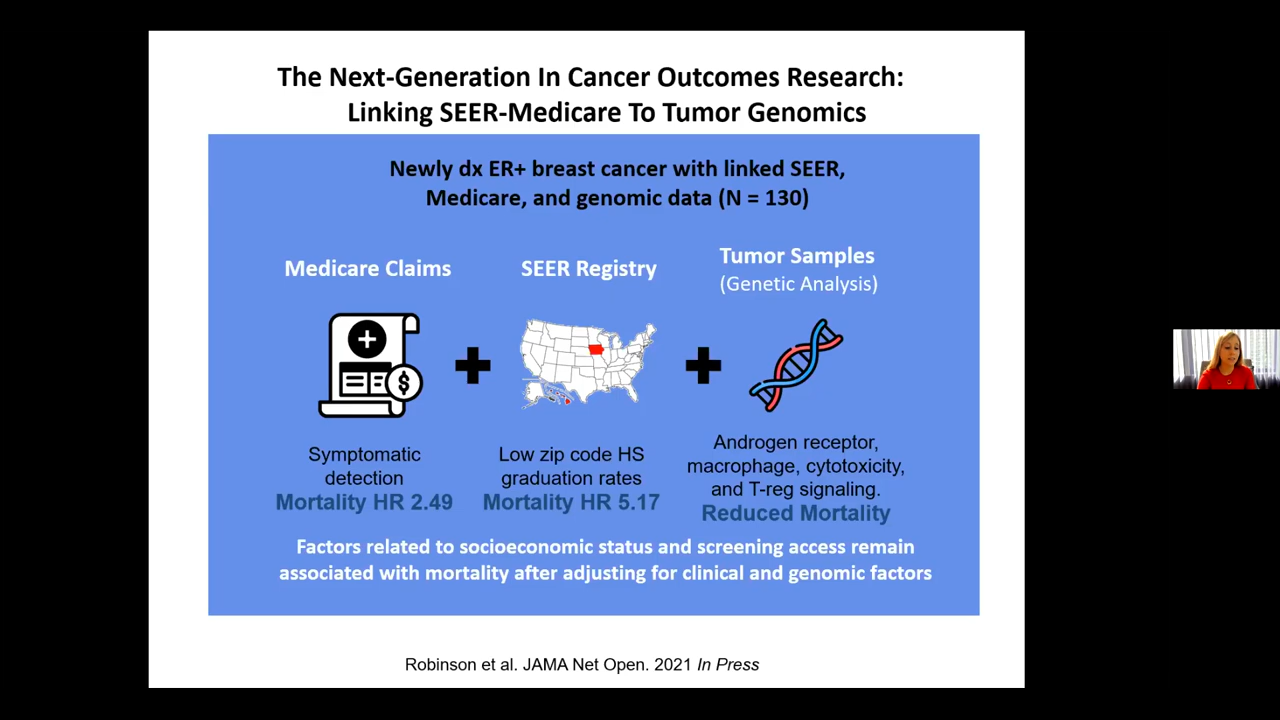 The Next-Generation In Cancer Outcomes Research:
Linking SEER-Medicare To Tumor Genomics
Newly dx ER+ breast cancer with linked SEER,
Medicare, and genomic data (N = 130)
Medicare Claims
SEER Registry
Tumor Samples
(Genetic Analysis)
$
Symptomatic
detection
Mortality HR 2.49
Low zip code HS
graduation rates
Mortality HR 5.17
Androgen receptor,
macrophage, cytotoxicity,
and T-reg signaling.
Reduced Mortality
Factors related to socioeconomic status and screening access remain
associated with mortality after adjusting for clinical and genomic factors
Robinson et al. JAMA Net Open. 2021 In Press